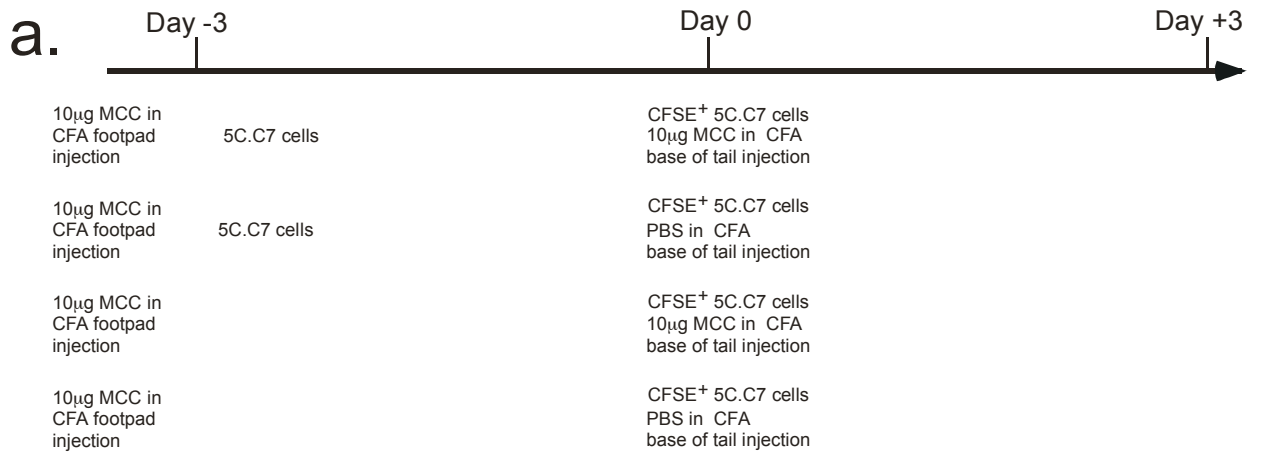 a.
Day -3 Day 0 Day +3
10μg MCC in
CFA footpad
injection
5C.C7 cells
CFSE+ 5C.C7 cells
10μg MCC in CFA
base of tail injection
10μg MCC in
CFA footpad
injection
5C.C7 cells
CFSE+ 5C.C7 cells
PBS in CFA
base of tail injection
10μg MCC in
CFA footpad
injection
CFSE+ 5C.C7 cells
10μg MCC in CFA
base of tail injection
10μg MCC in
CFA footpad
injection
CFSE+ 5C.C7 cells
PBS in CFA
base of tail injection